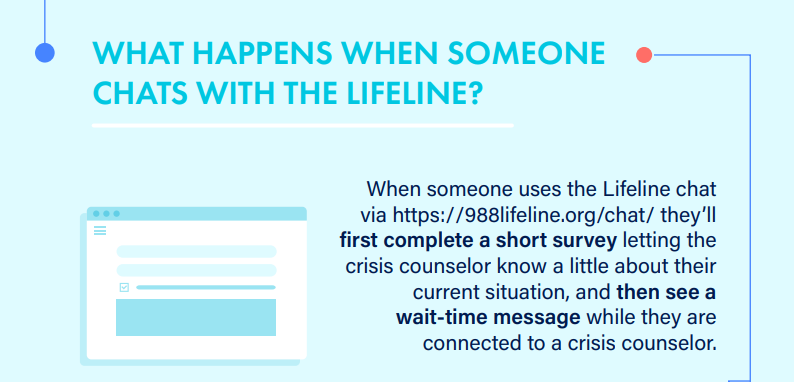 WHAT HAPPENS WHEN SOMEONE
CHATS WITH THE LIFELINE?
When someone uses the Lifeline chat
via https://988lifeline.org/chat/ they’ll
first complete a short survey letting the
crisis counselor know a little about their
current situation, and then see a
wait-time message while they are
connected to a crisis counselor.